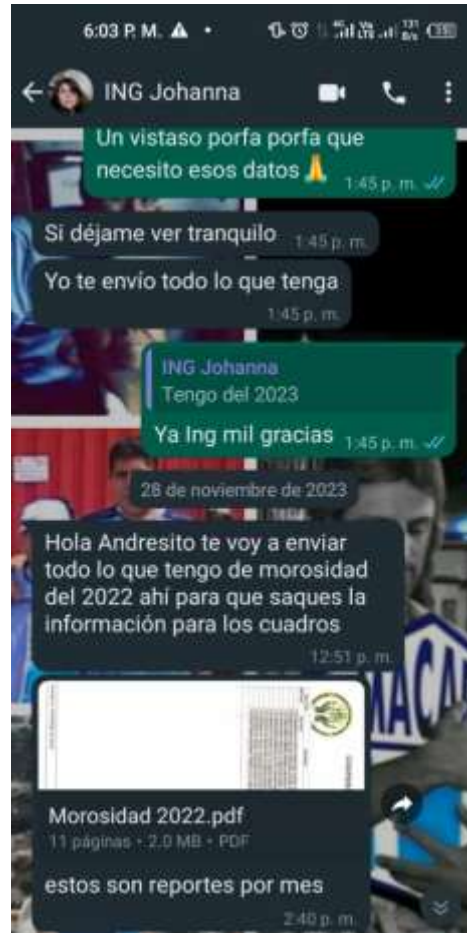 6:03 P. M.
ING Johanna
Un vistaso porfa porfa que
necesito esos datos 🙏
1:45 p. m.
Si déjame ver tranquilo
1:45 p. m.
Yo te envío todo lo que tenga
1:45 p. m.
ING Johanna
Tengo del 2023
Ya Ing mil gracias
1:45 p. m.
28 de noviembre de 2023
Hola Andresito te voy a enviar
todo lo que tengo de morosidad
del 2022 ahí para que saques la
información para los cuadros
12:51 p. m.
Morosidad 2022.pdf
11 páginas • 2.0 MB • PDF
estos son reportes por mes
2:40 p. m.